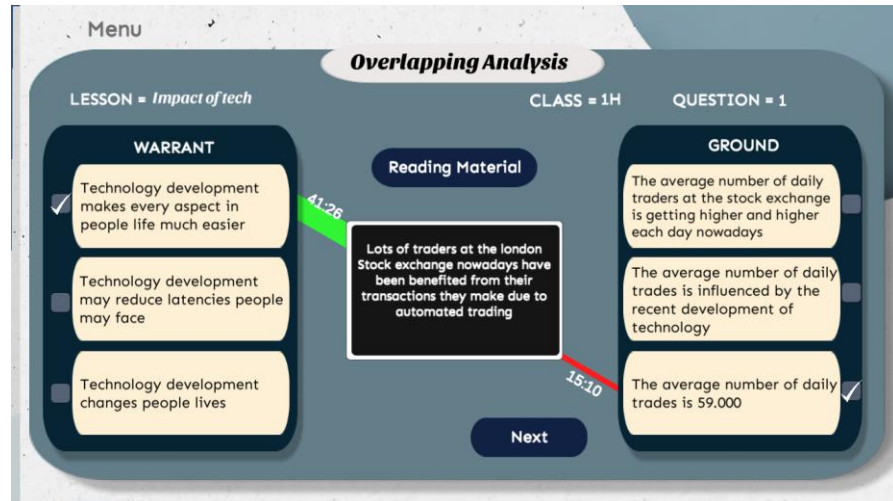 Menu
Overlapping Analysis
LESSON = Impact of tech
CLASS = 1H
QUESTION = 1
WARRANT
Technology development
makes every aspect in
people life much easier
Technology development
may reduce latencies people
may face
Technology development
changes people lives
Reading Material
41:26
Lots of traders at the london
Stock exchange nowadays have
been benefited from their
transactions they make due to
automated trading
15:10
Next
GROUND
The average number of daily
traders at the stock exchange
is getting higher and higher
each day nowadays
The average number of daily
trades is influenced by the
recent development of
technology
The average number of daily
trades is 59.000